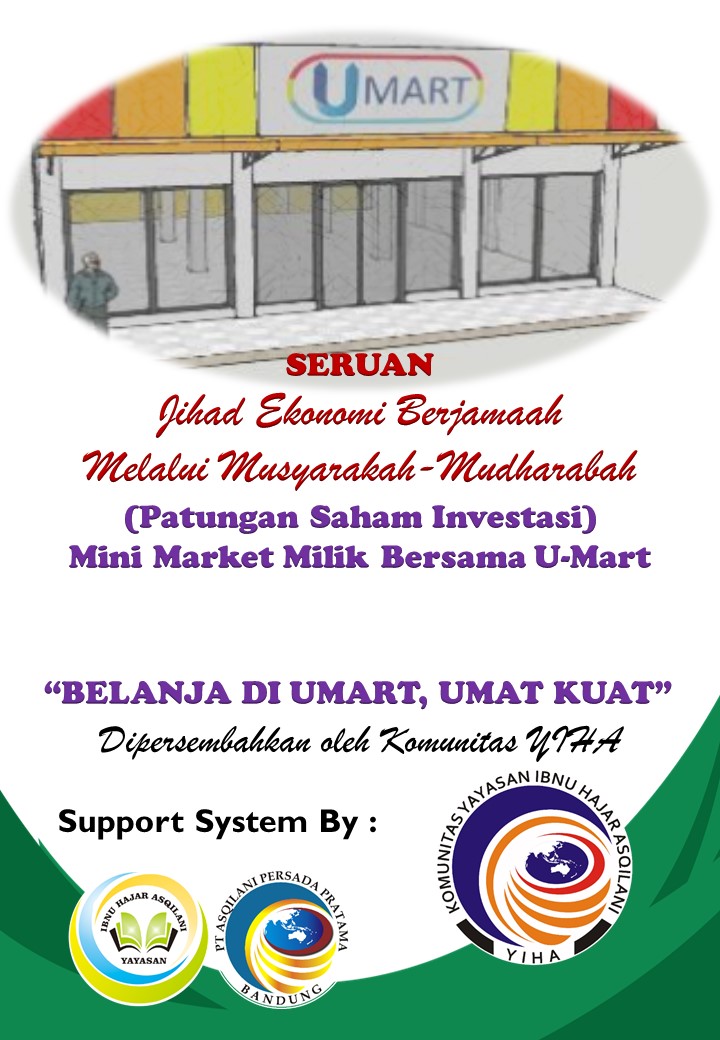 UMART
SERUAN
Jihad Ekonomi Berjamaah
Melalui Musyarakah-Mudharabah
(Patungan Saham Investasi)
Mini Market Milik Bersama U-Mart
“BELANJA DI UMART, UMAT KUAT”
Dipersembahkan oleh Komunitas YIHA
Support System By :
KOMUNITAS YAYASAN IBNU HAJAR ASQILANI
YIHA
IBNU HAJAR ASQILANI
YAYASAN
PT ASQILANI PERSADA PRATAMA
BANDUNG